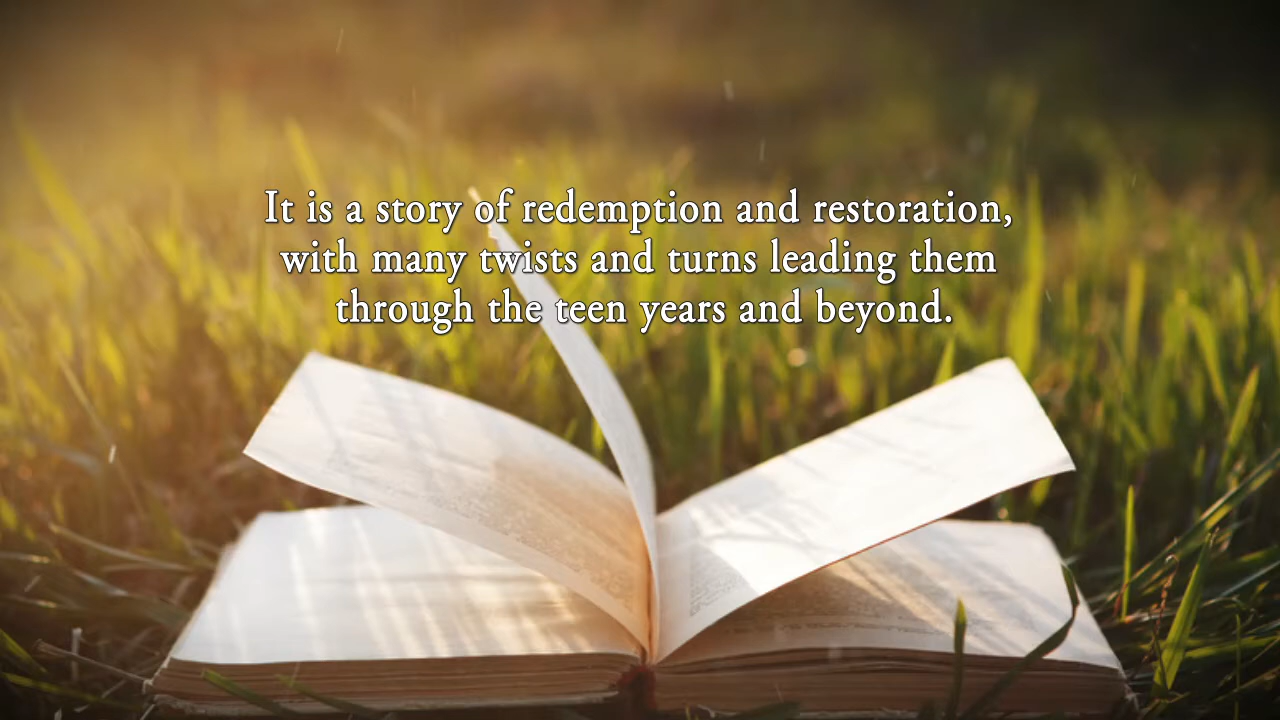 It is a story of redemption and restoration,
with many twists and turns leading them
through the teen years and beyond.